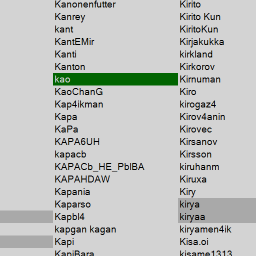 Kanonenfutter
Kanrey
kant
KantEMir
Kanti
Kanton
kao
KaoChanG
Kap4ikman
Kapa
KaPa
KAPA6UH
kapacb
KAPACb_HE_PblBA
KAPAHDAW
Kapania
Kaparso
Kapbl4
kapgan kagan
Kapi
KapiBara
Kirito
Kirito Kun
KiritoKun
Kirjakukka
kirkland
Kirkorov
Kirnuman
Kiro
kirogaz4
Kirov4anin
Kirovec
Kirsanov
Kirsson
kiruhanm
Kiruxa
Kiry
kirya
kiryaa
kiryamen4ik
Kisa.oi
kisame1313